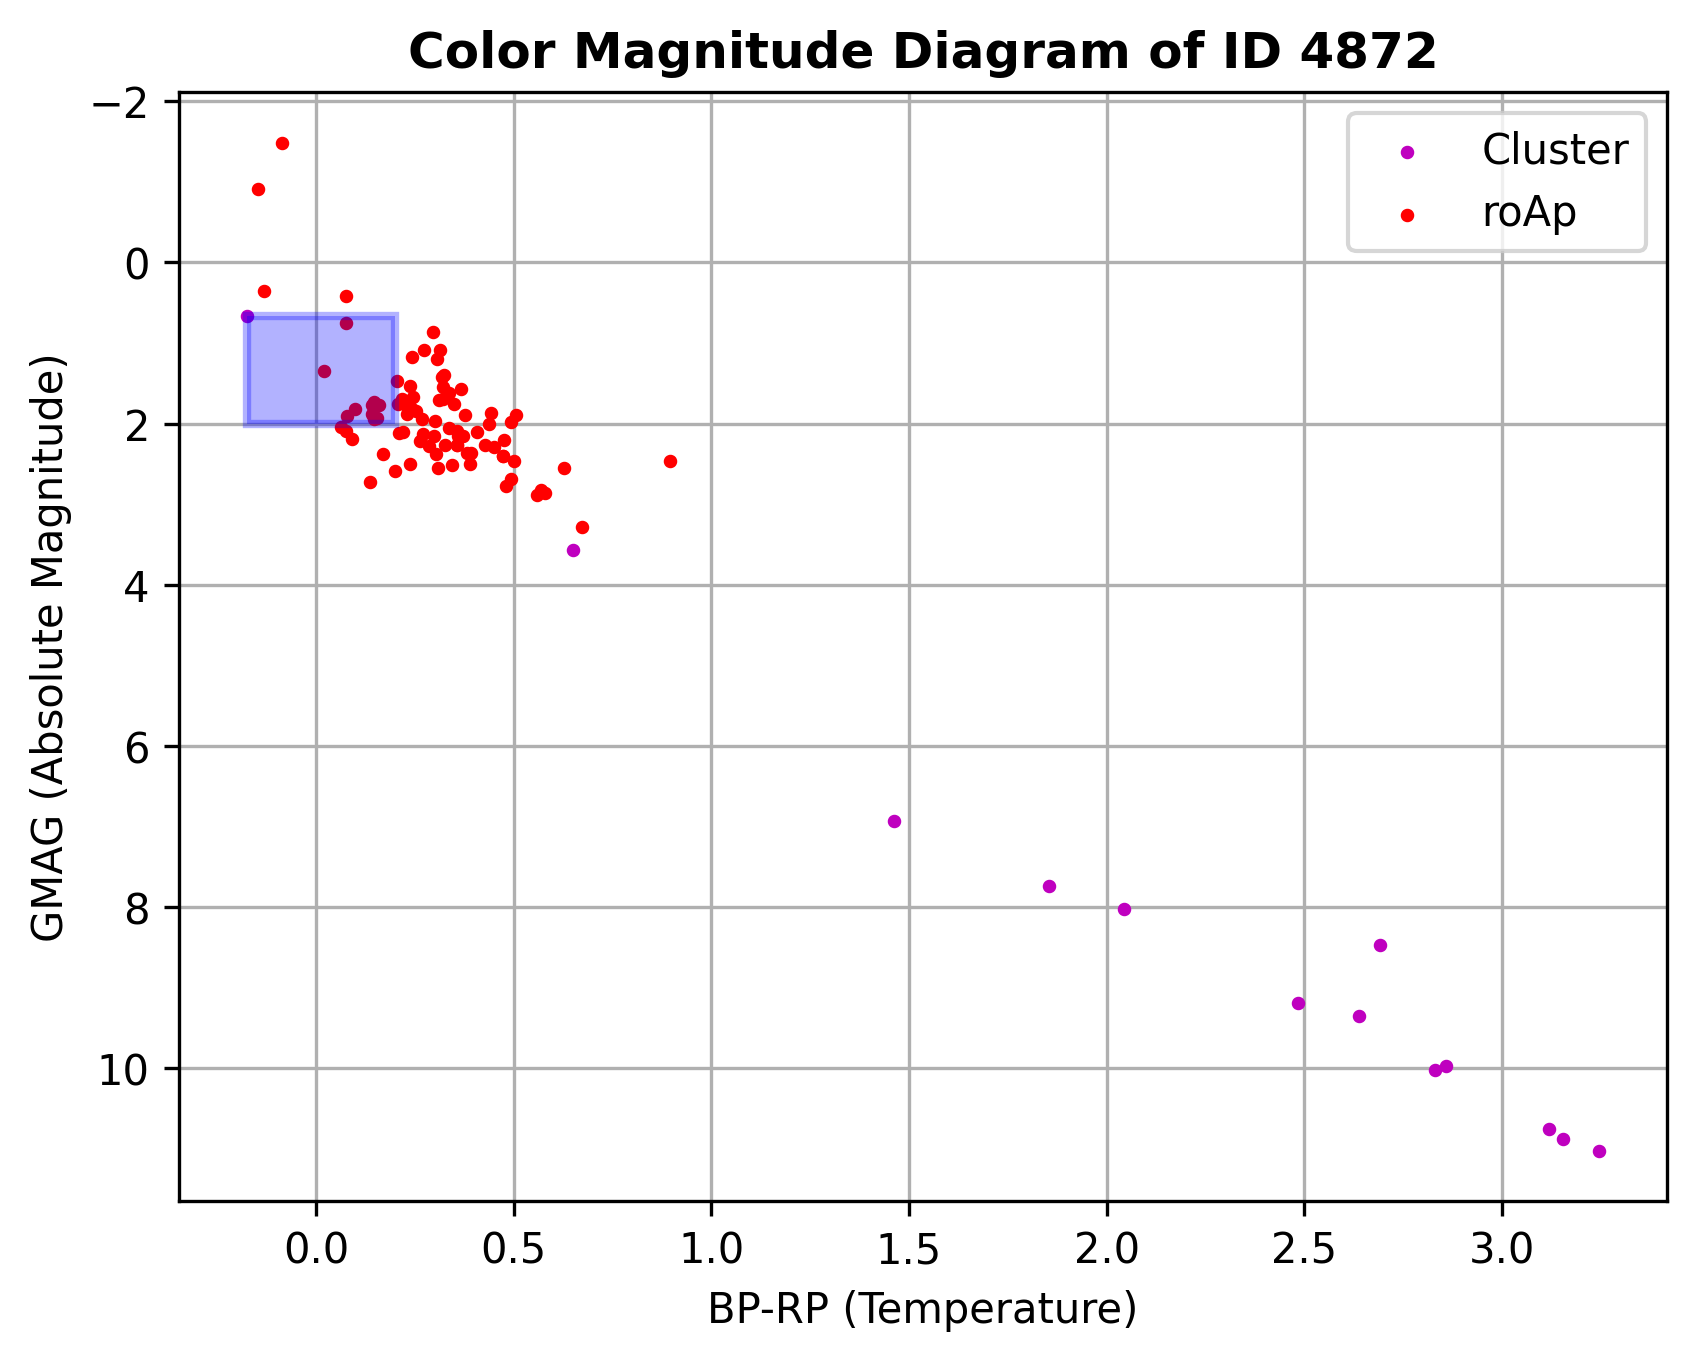 Color Magnitude Diagram of ID 4872
Cluster
roAp
GMAG (Absolute Magnitude)
−2
0
2
4
6
8
10
0.0 0.5 1.0 1.5 2.0 2.5 3.0
BP-RP (Temperature)